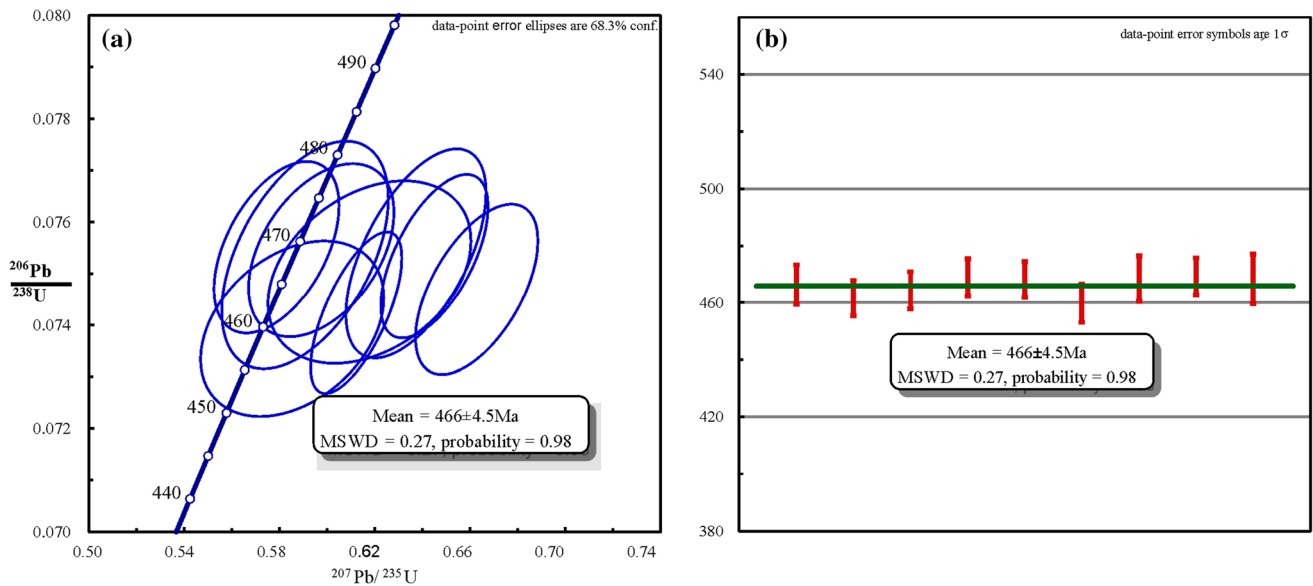 (a)
data-point error ellipses are 68.3% conf.
0.080
0.078
0.076
0.074
0.072
0.070
206Pb
238U
490
480
470
460
450
440
Mean = 466±4.5Ma
MSWD = 0.27, probability = 0.98
0.50
0.54
0.58
0.62
0.66
0.70
0.74
207Pb/235U
(b)
data-point error symbols are 1σ
540
500
460
420
380
Mean = 466±4.5Ma
MSWD = 0.27, probability = 0.98